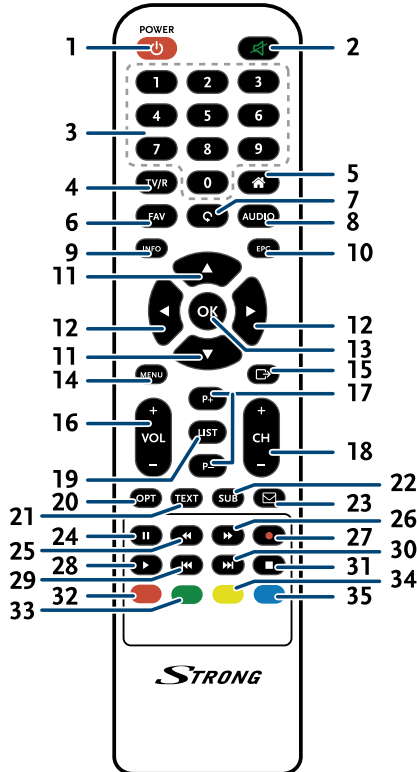 POWER
1 2
1 2 3
3 4 5 6
7 8 9
4 TV/R 0 5
6 FAV AUDIO 7
8
9 INFO EPG 10
11
12 OK 12
11 13
14 MENU 15
P+ 17
16 + VOL − + CH − 18
LIST
19 P−
20 OPT TEXT SUB 22
21 23
24 26
25 27
28 30
29 31
32 34
33 35
STRONG